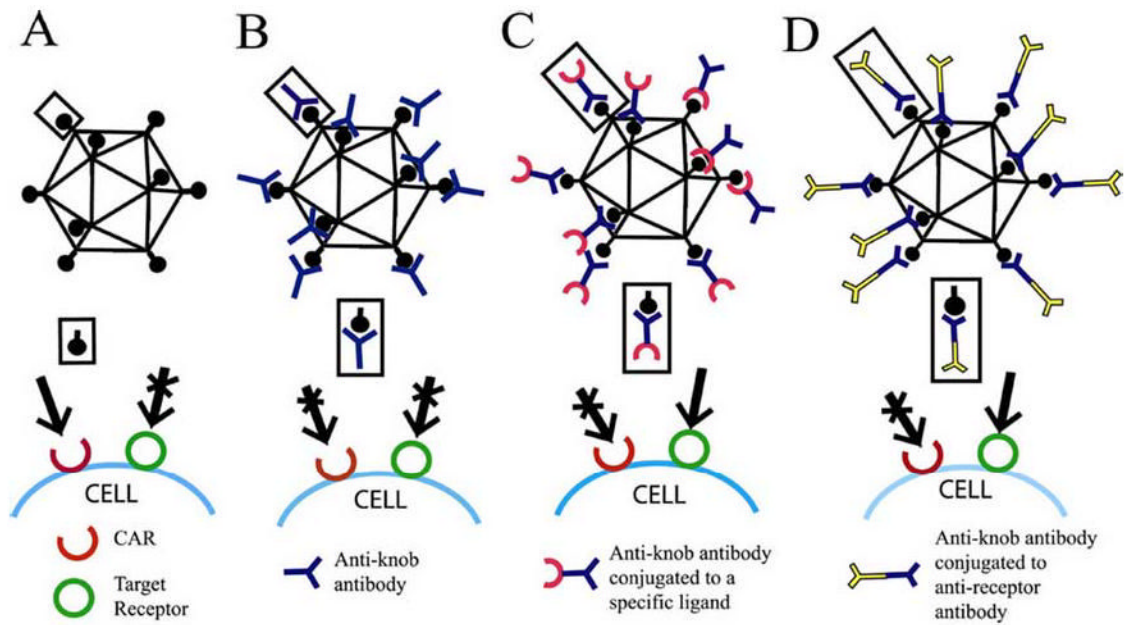 A
B
C
D
CELL
CELL
CELL
CELL
CAR
Target
Receptor
Anti-knob
antibody
Anti-knob antibody
conjugated to a
specific ligand
Anti-knob antibody
conjugated to
anti-receptor
antibody